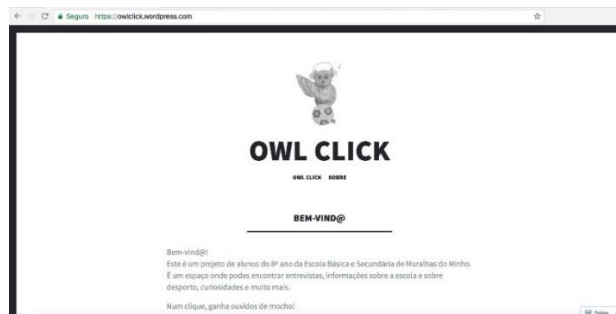 Seguro https://owlclick.wordpress.com
OWL CLICK
OWL CLICK SOBRE
BEM-VIND@
Bem-vind@!
Este é um projeto de alunos do 8º ano da Escola Básica e Secundária de Muralhas do Minho.
É um espaço onde podes encontrar entrevistas, informações sobre a escola e sobre
desporto, curiosidades e muito mais.
Num clique, ganha ouvidos de mocho!